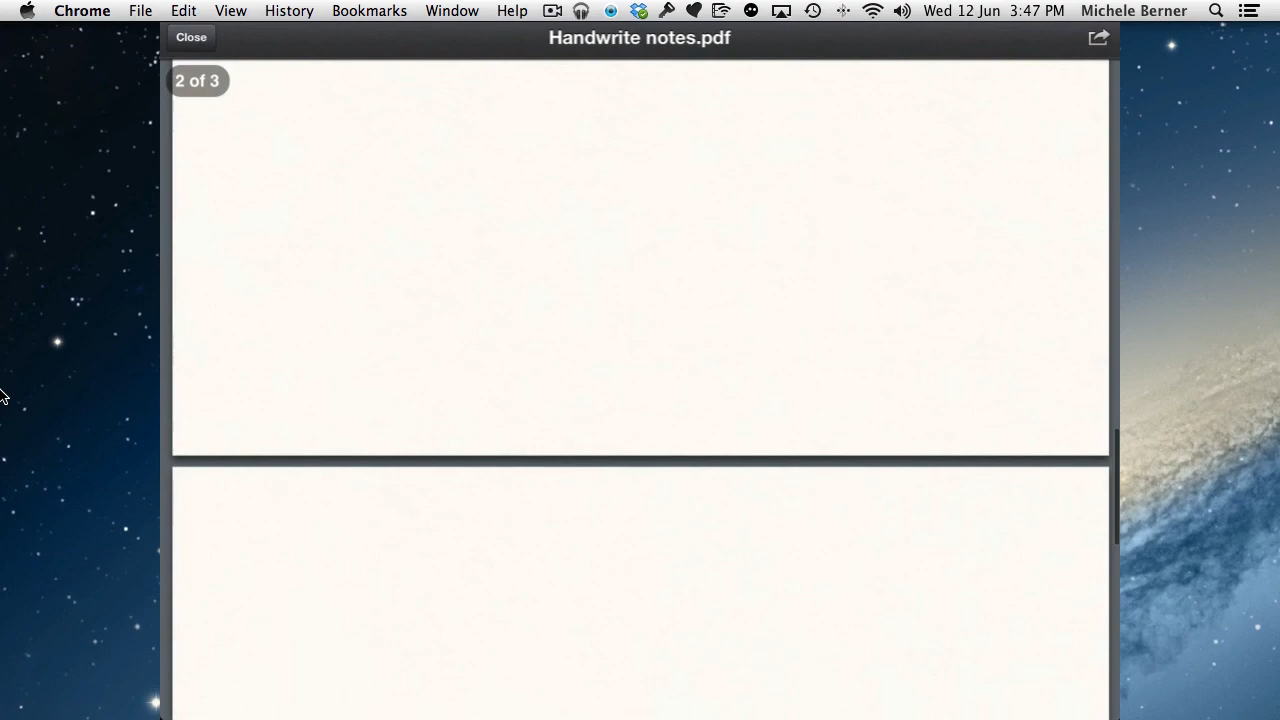 Chrome File Edit View History Bookmarks Window Help Wed 12 Jun 3:47 PM Michele Berner
Close Handwrite notes.pdf
2 of 3